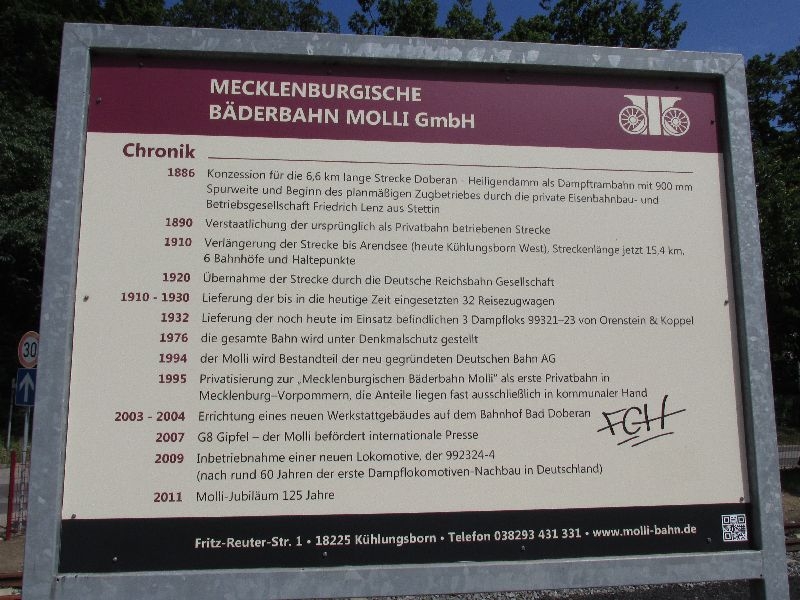 MECKLENBURGISCHE
BÄDERBAHN MOLLI GmbH
Chronik
1886 Konzession für die 6,6 km lange Strecke Doberan - Heiligendamm als Dampftrambahn mit 900 mm
Spurweite und Beginn des planmäßigen Zugbetriebes durch die private Eisenbahnbau- und
Betriebsgesellschaft Friedrich Lenz aus Stettin
1890 Verstaatlichung der ursprünglich als Privatbahn betriebenen Strecke
1910 Verlängerung der Strecke bis Arendsee (heute Kühlungsborn West), Streckenlänge jetzt 15,4 km,
6 Bahnhöfe und Haltepunkte
1920 Übernahme der Strecke durch die Deutsche Reichsbahn Gesellschaft
1910 - 1930 Lieferung der bis in die heutige Zeit eingesetzten 32 Reisezugwagen
1932 Lieferung der noch heute im Einsatz befindlichen 3 Dampfloks 99321–23 von Orenstein & Koppel
1976 die gesamte Bahn wird unter Denkmalschutz gestellt
1994 der Molli wird Bestandteil der neu gegründeten Deutschen Bahn AG
1995 Privatisierung zur „Mecklenburgischen Bäderbahn Molli" als erste Privatbahn in
Mecklenburg–Vorpommern, die Anteile liegen fast ausschließlich in kommunaler Hand
2003 - 2004 Errichtung eines neuen Werkstattgebäudes auf dem Bahnhof Bad Doberan
FCH
2007 G8 Gipfel – der Molli befördert internationale Presse
2009 Inbetriebnahme einer neuen Lokomotive, der 992324-4
(nach rund 60 Jahren der erste Dampflokomotiven-Nachbau in Deutschland)
2011 Molli-Jubiläum 125 Jahre
Fritz-Reuter-Str. 1 • 18225 Kühlungsborn • Telefon 038293 431 331 • www.molli-bahn.de
30